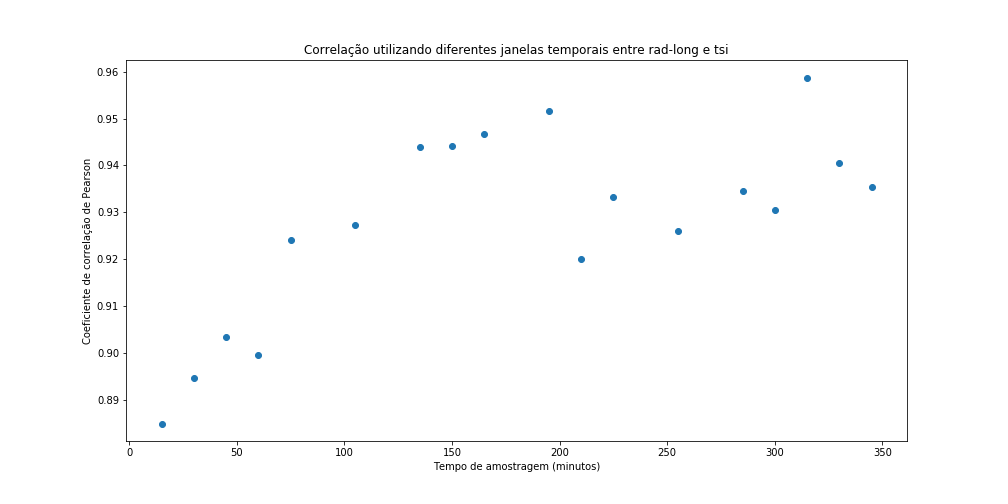 Correlação utilizando diferentes janelas temporais entre rad-long e tsi
0.96
0.95
0.94
0.93
0.92
0.91
0.90
0.89
Coeficiente de correlação de Pearson
0 50 100 150 200 250 300 350
Tempo de amostragem (minutos)